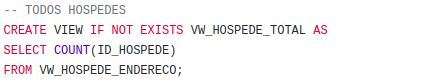 -- TODOS HOSPEDES
CREATE VIEW IF NOT EXISTS VW_HOSPEDE_TOTAL AS
SELECT COUNT(ID_HOSPEDE)
FROM VW_HOSPEDE_ENDERECO;